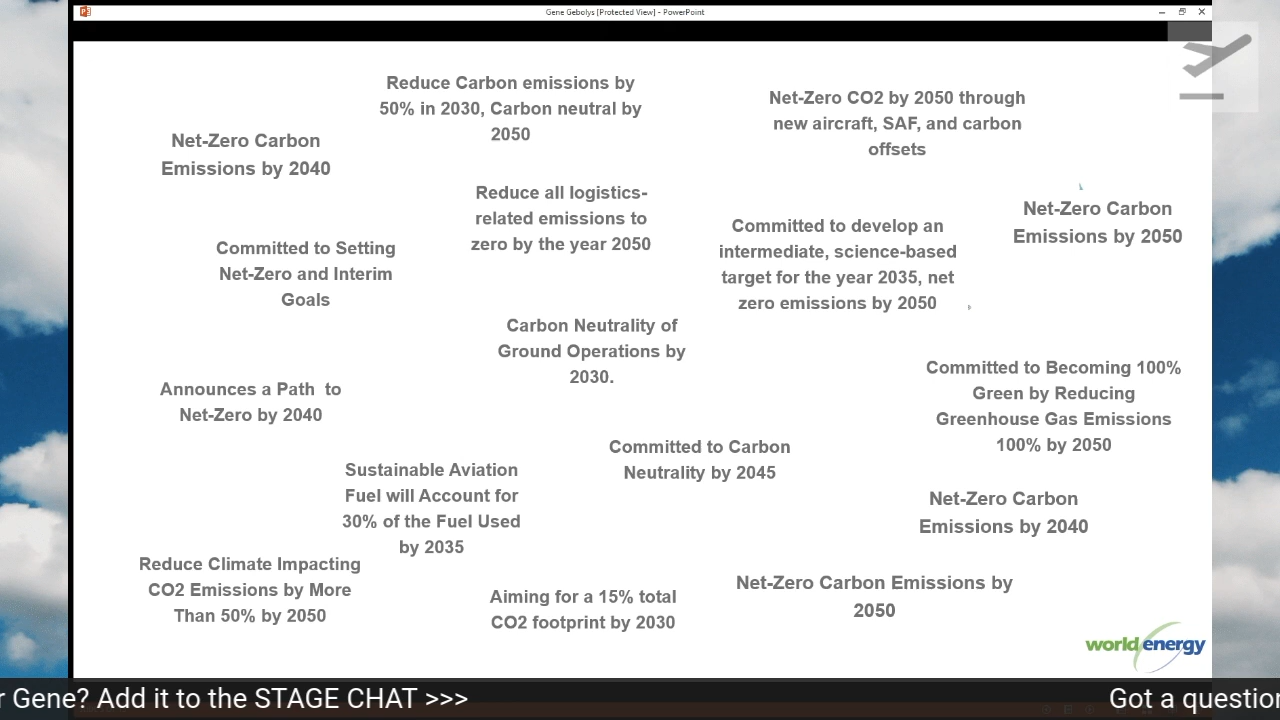 Gene Gebolys [Protected View] - PowerPoint
Reduce Carbon emissions by
50% in 2030, Carbon neutral by
2050
Net-Zero CO2 by 2050 through
new aircraft, SAF, and carbon
offsets
Net-Zero Carbon
Emissions by 2040
Reduce all logistics-
related emissions to
zero by the year 2050
Net-Zero Carbon
Emissions by 2050
Committed to develop an
intermediate, science-based
target for the year 2035, net
zero emissions by 2050
Committed to Setting
Net-Zero and Interim
Goals
Carbon Neutrality of
Ground Operations by
2030.
Committed to Becoming 100%
Green by Reducing
Greenhouse Gas Emissions
100% by 2050
Announces a Path to
Net-Zero by 2040
Committed to Carbon
Neutrality by 2045
Sustainable Aviation
Fuel will Account for
30% of the Fuel Used
by 2035
Net-Zero Carbon
Emissions by 2040
Reduce Climate Impacting
CO2 Emissions by More
Than 50% by 2050
Aiming for a 15% total
CO2 footprint by 2030
Net-Zero Carbon Emissions by
2050
world energy
r Gene? Add it to the STAGE CHAT >>> Got a question